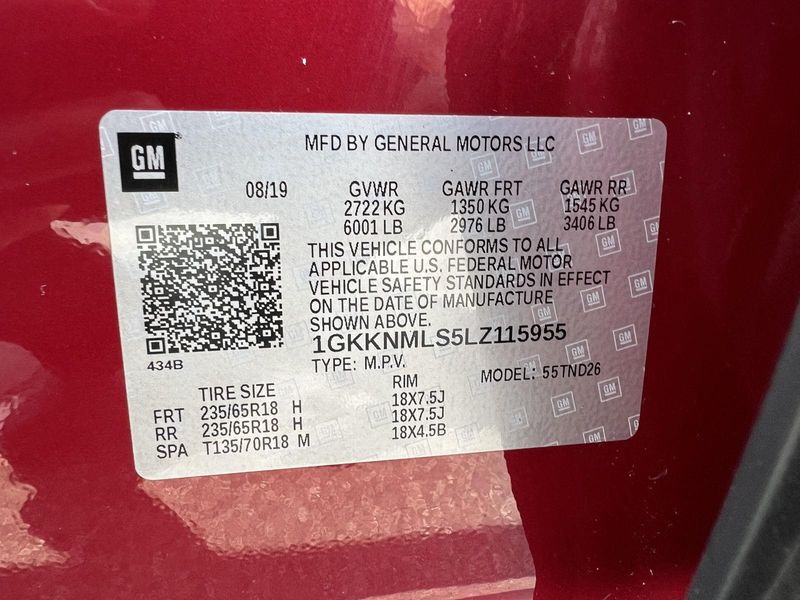 GM
MFD BY GENERAL MOTORS LLC
08/19 GVWR GAWR FRT GAWR RR
2722 KG 1350 KG 1545 KG
6001 LB 2976 LB 3406 LB
THIS VEHICLE CONFORMS TO ALL
APPLICABLE U.S. FEDERAL MOTOR
VEHICLE SAFETY STANDARDS IN EFFECT
ON THE DATE OF MANUFACTURE
SHOWN ABOVE.
1GKKNMLS5LZ115955
434B
TYPE: M.P.V. MODEL: 55TND26
TIRE SIZE RIM
FRT 235/65R18 H 18X7.5J
RR 235/65R18 H 18X7.5J
SPA T135/70R18 M 18X4.5B